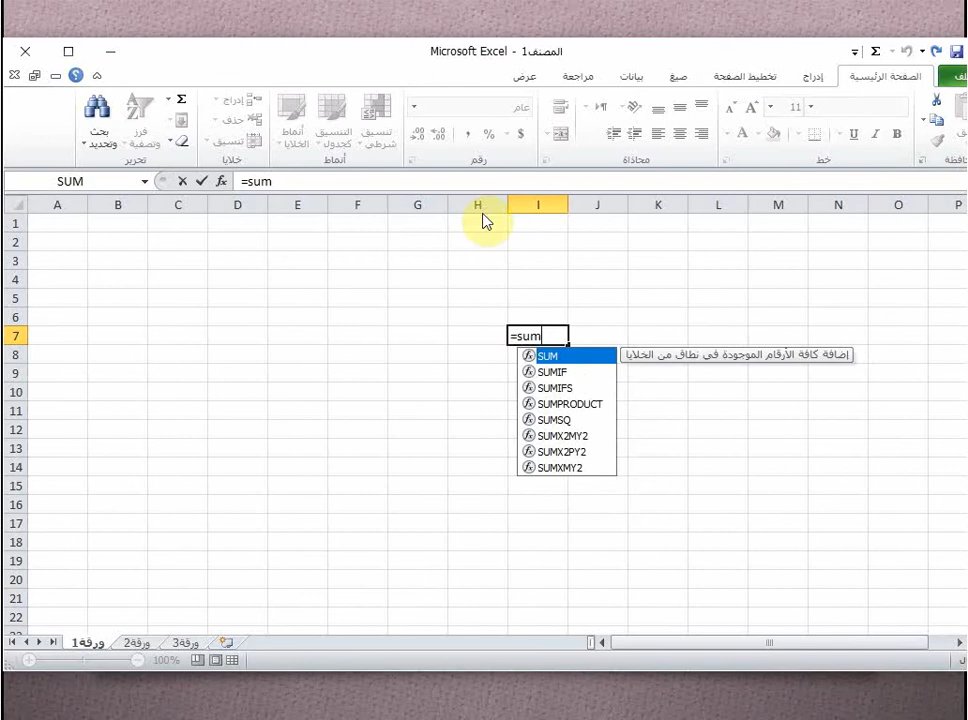 المصنف1 - Microsoft Excel
الصفحة الرئيسية
إدراج
تخطيط الصفحة
صيغ
بيانات
مراجعة
عرض
11
عام
B I U
A A A
$ % ,
خط
محاذاة
رقم
تنسيق شرطي
التنسيق كجدول
أنماط الخلايا
أنماط
إدراج
حذف
تنسيق
خلايا
Σ
فرز وتصفية
بحث وتحديد
تحرير
SUM
fx =sum
A B C D E F G H I J K L M N O P
1
2
3
4
5
6
7 =sum
8 SUM إضافة كافة الأرقام الموجودة في نطاق من الخلايا
SUMIF
9
SUMIFS
10
SUMPRODUCT
11
SUMSQ
12
SUMX2MY2
13
SUMX2PY2
14 SUMXMY2
15
16
17
18
19
20
21
22
ورقة1 ورقة2 ورقة3
100%